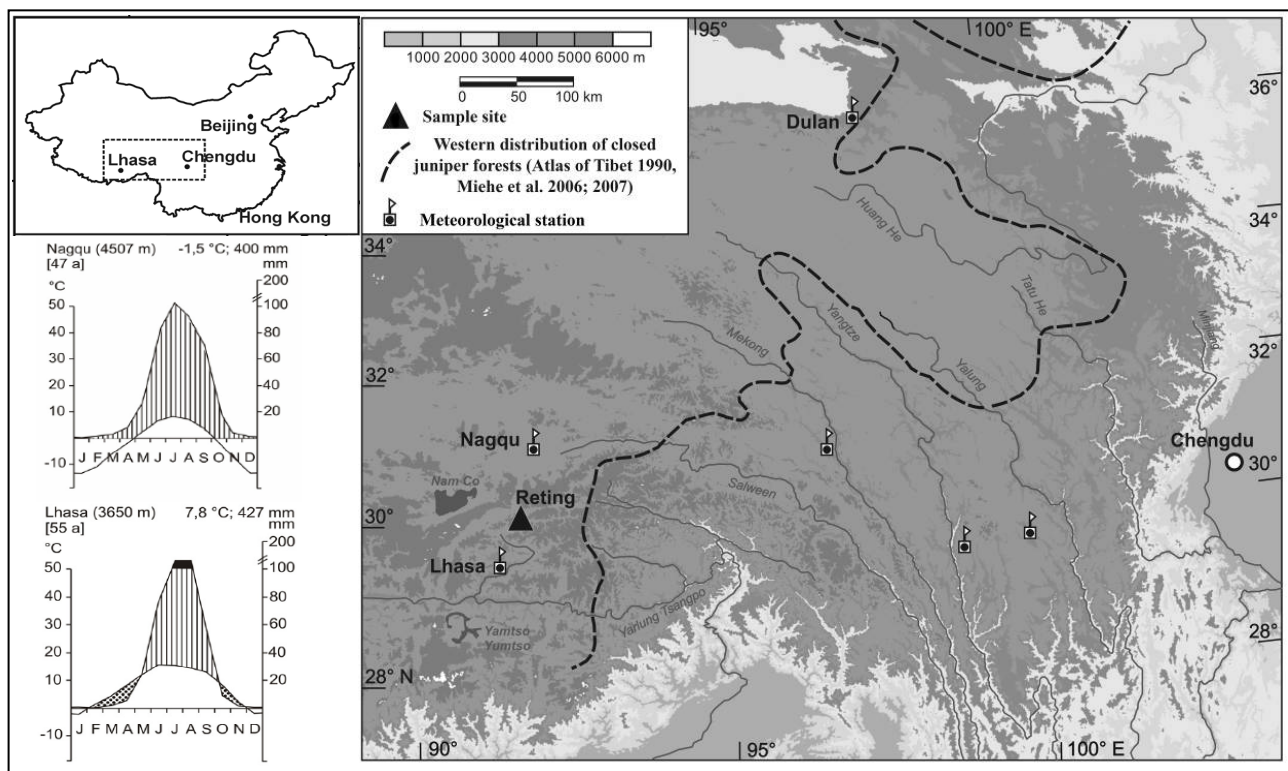 Beijing
Lhasa
Chengdu
Hong Kong
1000 2000 3000 4000 5000 6000 m
0 50 100 km
Sample site
Western distribution of closed
juniper forests (Atlas of Tibet 1990,
Miehe et al. 2006; 2007)
Meteorological station
Nagqu (4507 m) -1,5 °C; 400 mm
[47 a] mm
200
°C
50 100
40 80
30 60
20 40
10 20
J F M A M J J A S O N D
-10
Lhasa (3650 m) 7,8 °C; 427 mm
[55 a] mm
200
°C
50 100
40 80
30 60
20 40
10 20
J F M A M J J A S O N D
-10
95° 100° E
36°
Dulan
34° Huang He 34°
Tatu He
Minjiang
Yangtze
Mekong
Yalung
32° 32°
Nagqu
Chengdu
30°
Nam Co
Reting
Salween
30°
Lhasa
Yarlung Tsangpo
Yamtso
Yumtso
28°
28° N
90° 95° 100° E